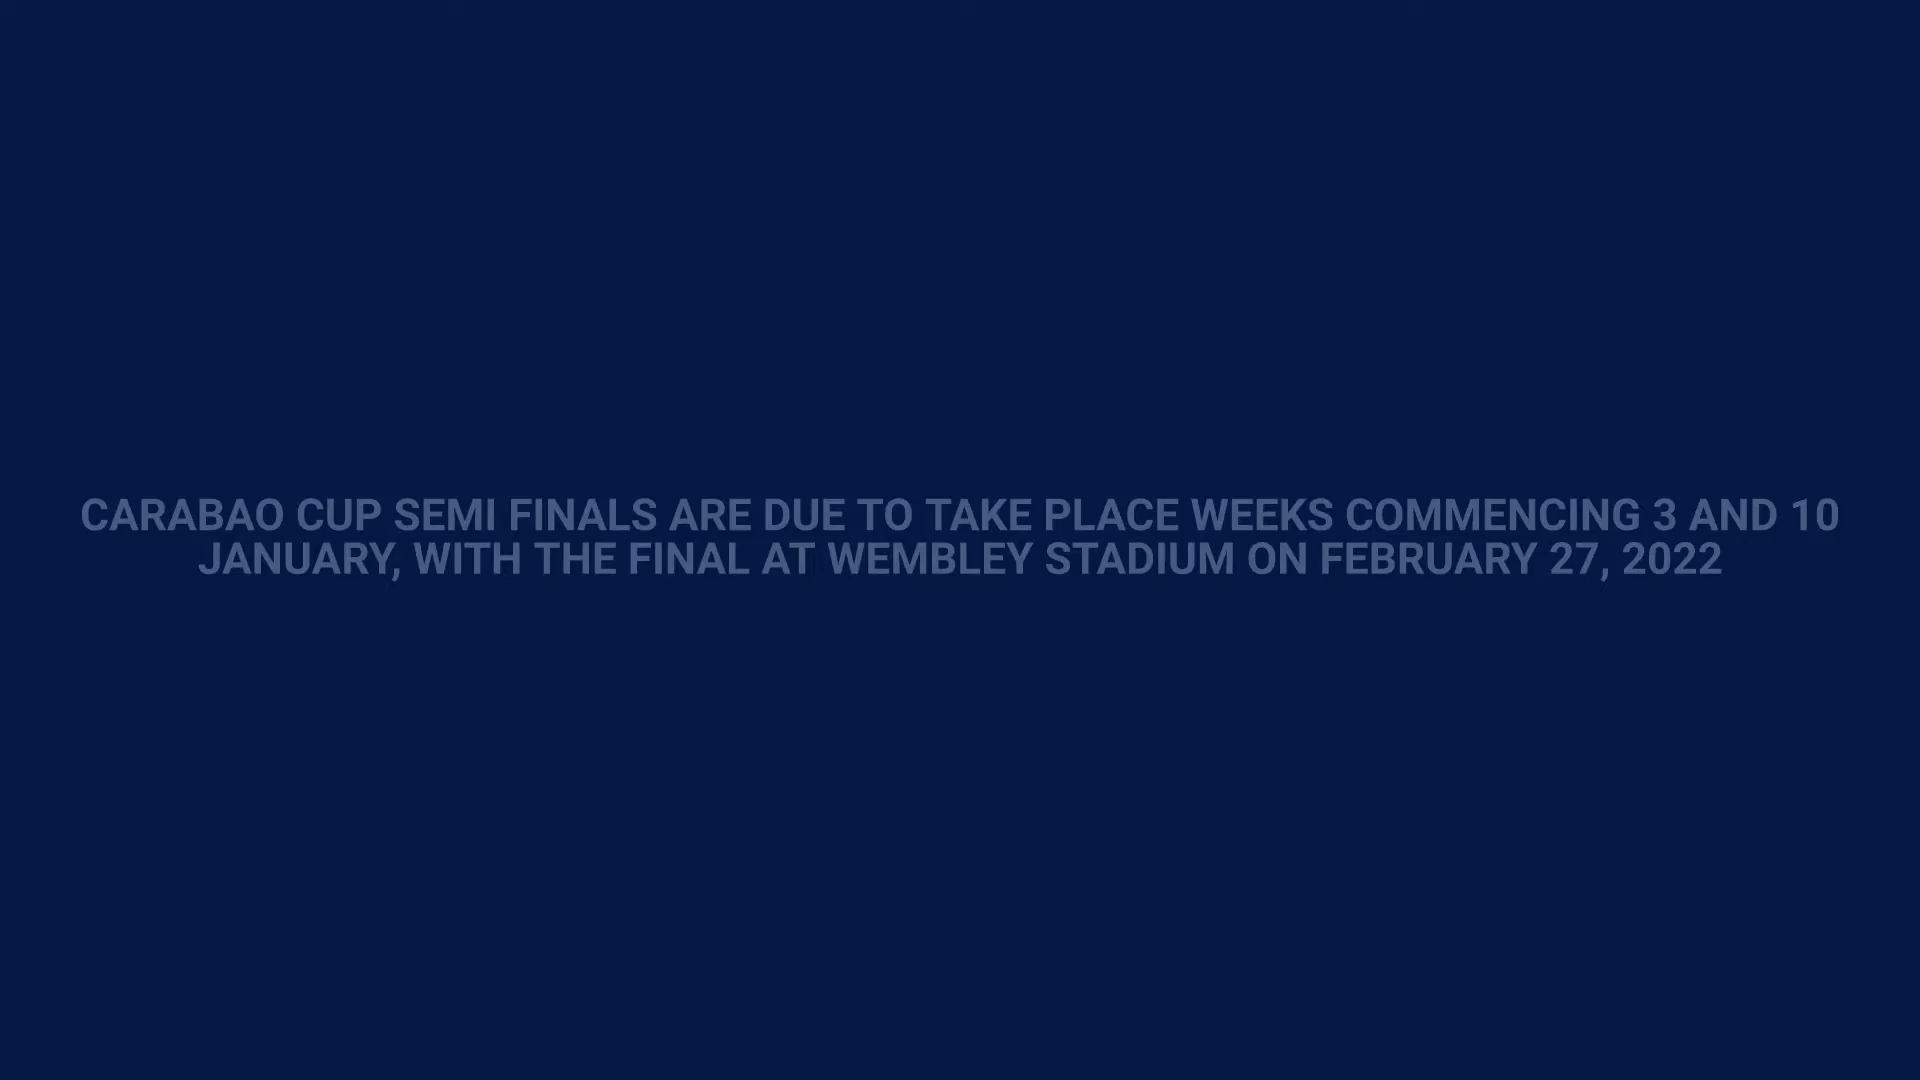 CARABAO CUP SEMI FINALS ARE DUE TO TAKE PLACE WEEKS COMMENCING 3 AND 10
JANUARY, WITH THE FINAL AT WEMBLEY STADIUM ON FEBRUARY 27, 2022